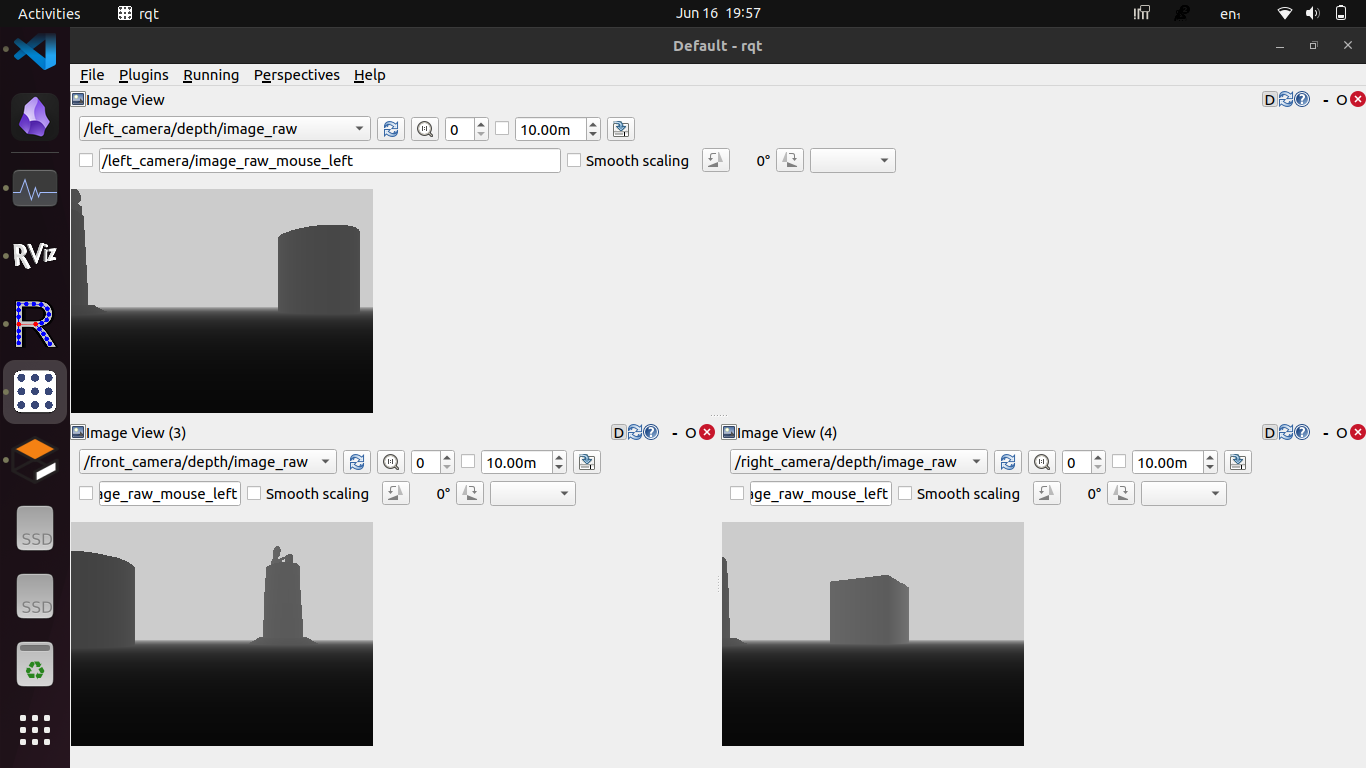 Activities rqt Jun 16 19:57 en₁
Default - rqt
File Plugins Running Perspectives Help
Image View D ? - O
/left_camera/depth/image_raw 0 10.00m
/left_camera/image_raw_mouse_left Smooth scaling 0°
RViz
R
Image View (3) D ? - O
/front_camera/depth/image_raw 0 10.00m
age_raw_mouse_left Smooth scaling 0°
Image View (4) D ? - O
/right_camera/depth/image_raw 0 10.00m
age_raw_mouse_left Smooth scaling 0°
SSD
SSD